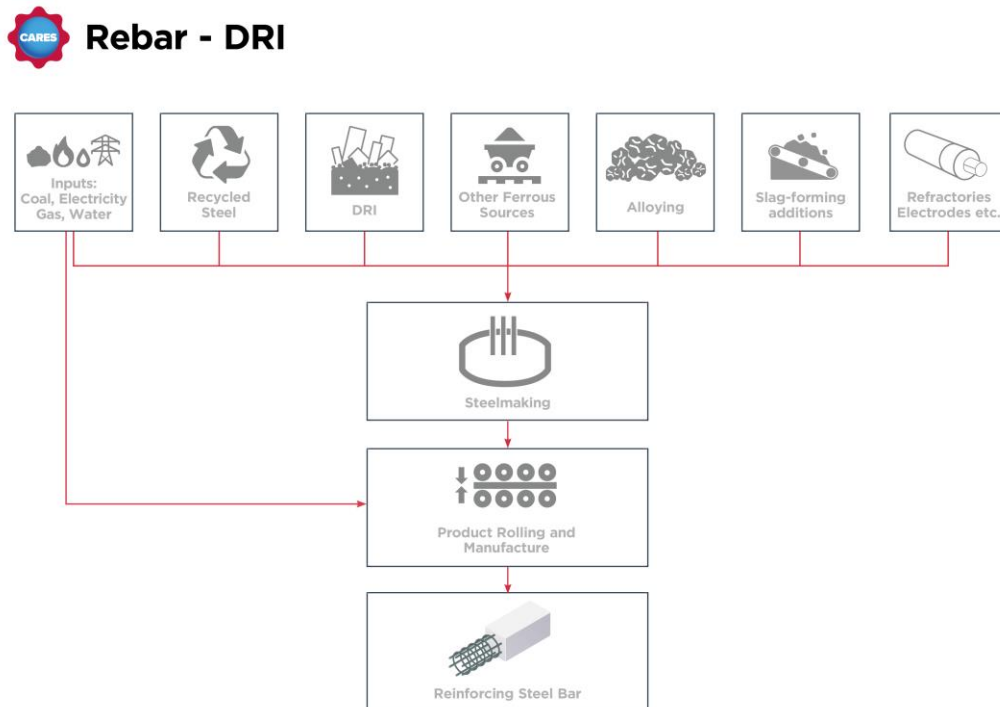 CARES
Rebar - DRI
Inputs:
Coal, Electricity
Gas, Water
Recycled
Steel
DRI
Other Ferrous
Sources
Alloying
Slag-forming
additions
Refractories
Electrodes etc.
Steelmaking
Product Rolling and
Manufacture
Reinforcing Steel Bar